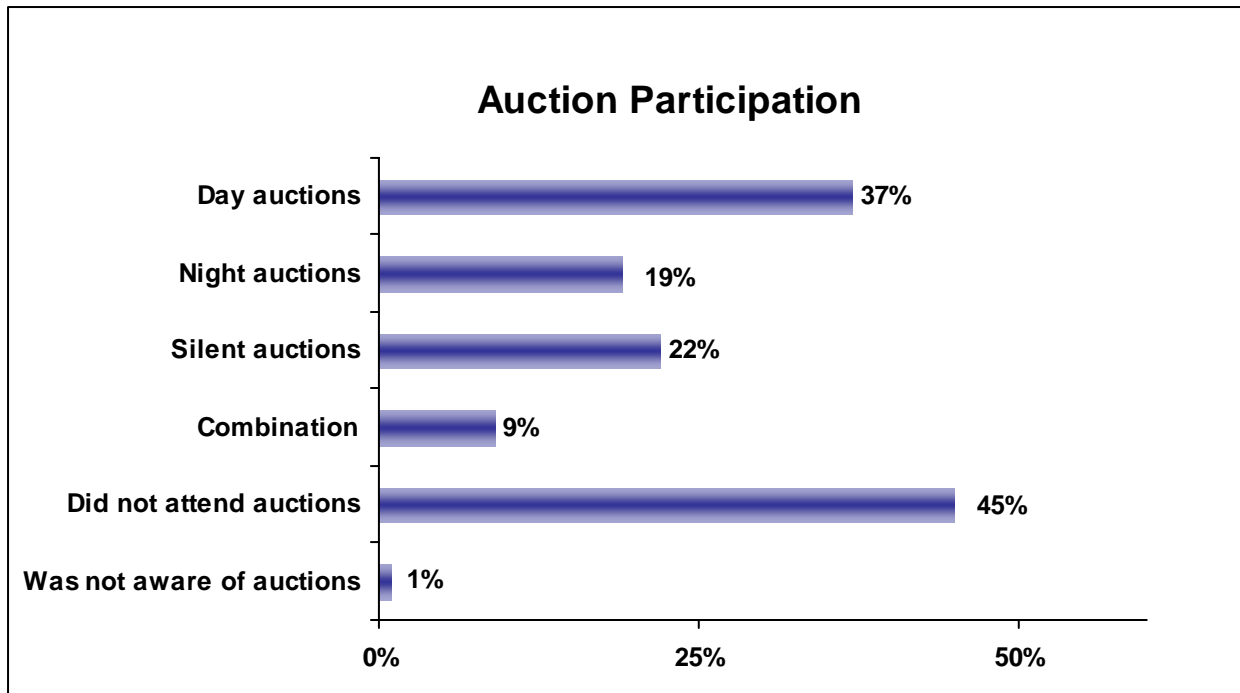 Auction Participation
Day auctions 37%
Night auctions 19%
Silent auctions 22%
Combination 9%
Did not attend auctions 45%
Was not aware of auctions 1%
0% 25% 50%